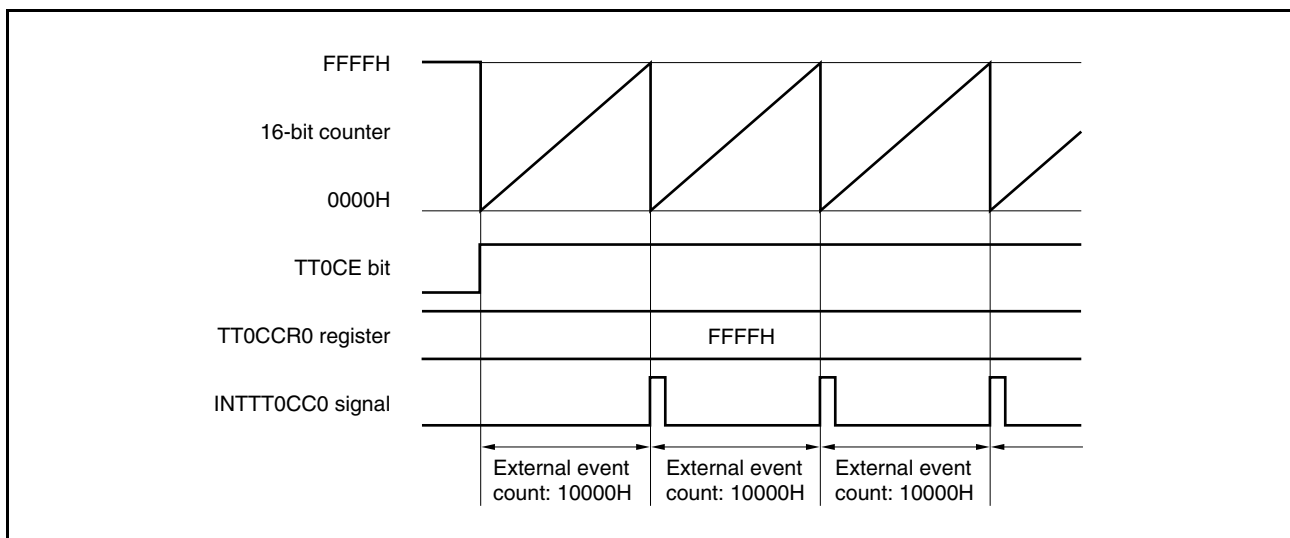 FFFFH
16-bit counter
0000H
TT0CE bit
TT0CCR0 register
FFFFH
INTTT0CC0 signal
External event
count: 10000H
External event
count: 10000H
External event
count: 10000H